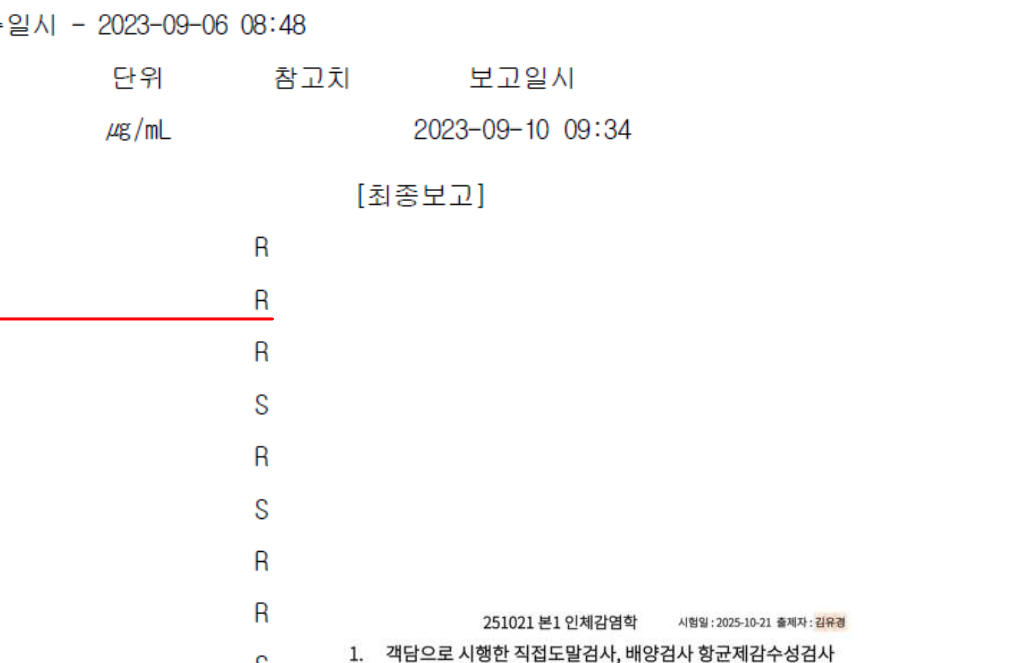 일시 - 2023-09-06 08:48
단위 참고치 보고일시
㎍/mL 2023-09-10 09:34
[최종보고]
R
R
R
S
R
S
R
R
251021 본1 인체감염학 시험일 : 2025-10-21 출제자 : 김유경
1. 객담으로 시행한 직접도말검사, 배양검사 항균제감수성검사